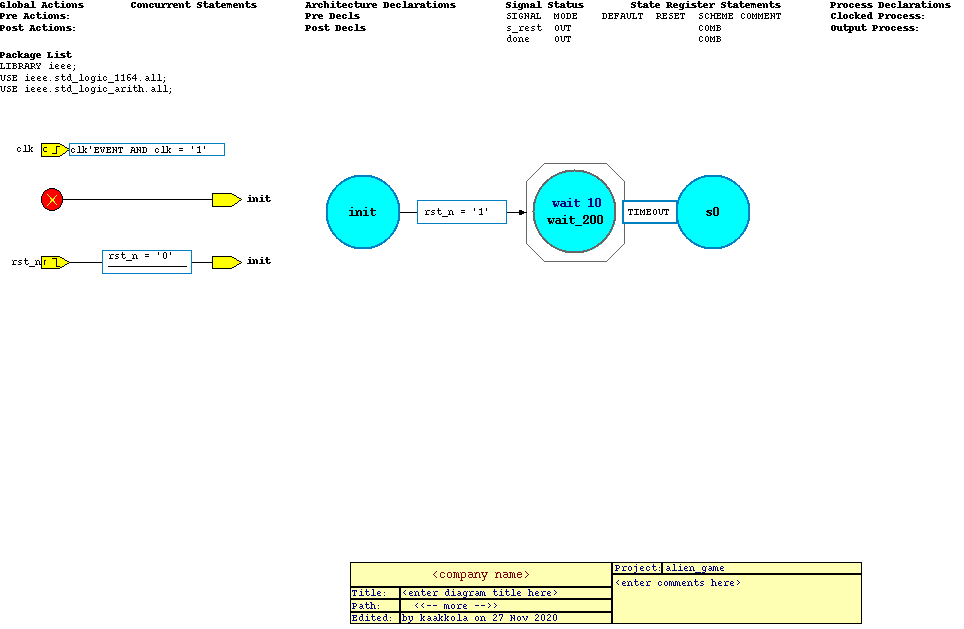 Global Actions
Pre Actions:
Post Actions:
Concurrent Statements
Architecture Declarations
Pre Decls
Post Decls
Signal Status
SIGNAL MODE DEFAULT RESET SCHEME COMMENT
s_rest OUT COMB
done OUT COMB
State Register Statements
Process Declarations
Clocked Process:
Output Process:
Package List
LIBRARY ieee;
USE ieee.std_logic_1164.all;
USE ieee.std_logic_arith.all;
clk
C
clk'EVENT AND clk = '1'
init
rst_n
r
rst_n = '0'
init
init
rst_n = '1'
wait 10
wait_200
TIMEOUT
s0
<company name>
Title: <enter diagram title here>
Path: <<-- more -->>
Edited: by kaakkola on 27 Nov 2020
Project: alien_game
<enter comments here>